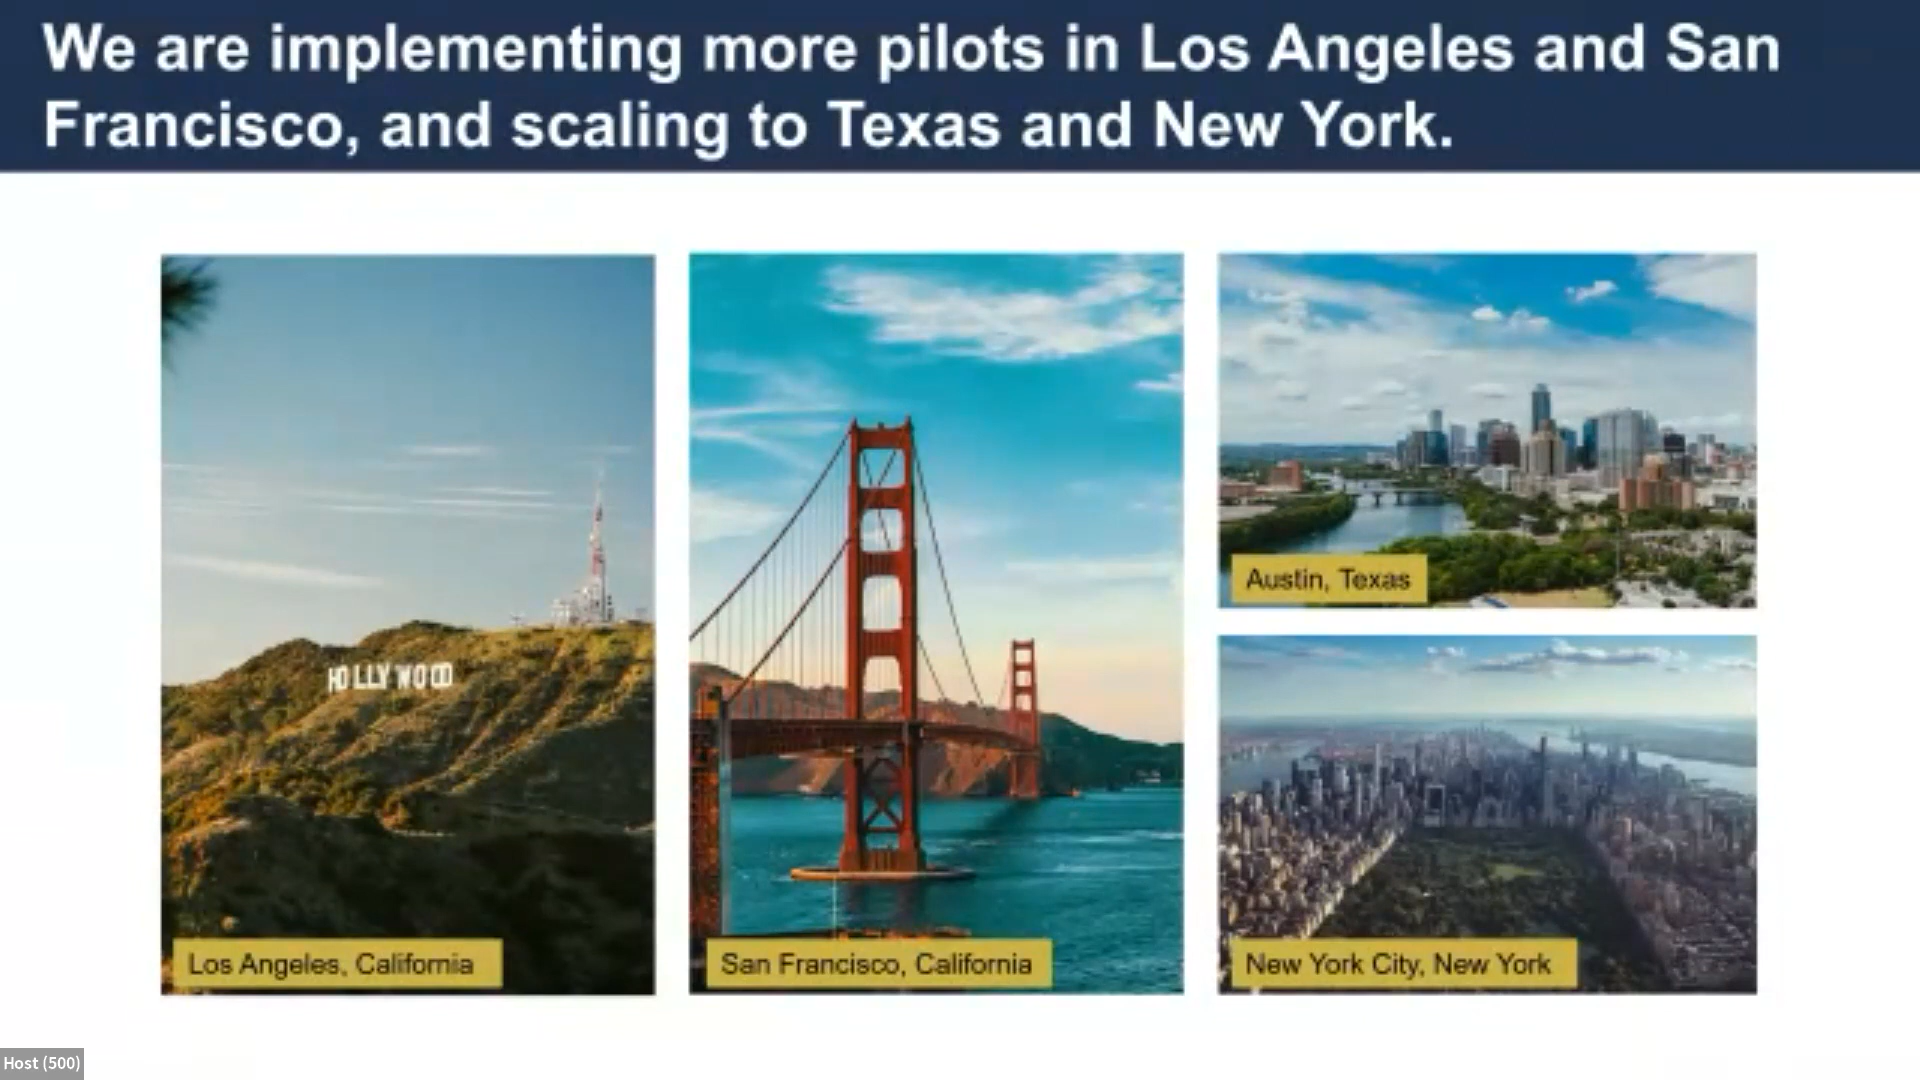 We are implementing more pilots in Los Angeles and San
Francisco, and scaling to Texas and New York.
HOLLYWOOD
Los Angeles, California
San Francisco, California
Austin, Texas
New York City, New York
Host (500)